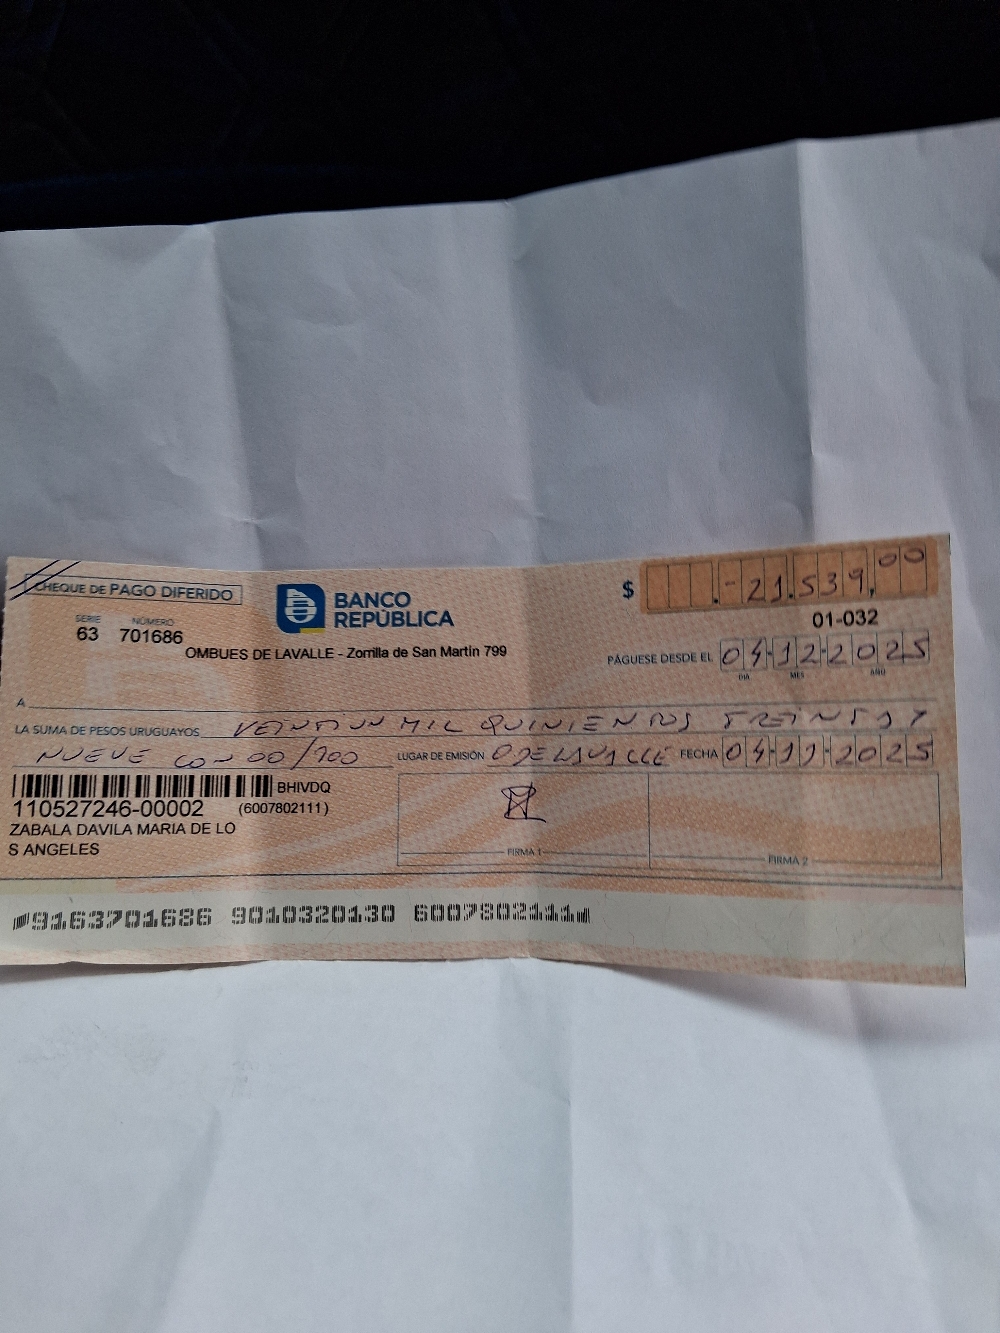 CHEQUE DE PAGO DIFERIDO
BANCO REPÚBLICA
$ .-21.539,00
SERIE NÚMERO
63 701686
01-032
OMBUES DE LAVALLE - Zorrilla de San Martín 799
PÁGUESE DESDE EL 04·12·2025
DIA MES AÑO
A
LA SUMA DE PESOS URUGUAYOS VEINTIUN MIL QUINIENTOS TREINTA Y
NUEVE CON 00/100 LUGAR DE EMISIÓN O DE LAVALLE FECHA 04·11·2025
BHIVDQ
110527246-00002 (6007802111)
ZABALA DAVILA MARIA DE LO
S ANGELES
FIRMA 1
FIRMA 2
9163701686 9010320130 6007802111